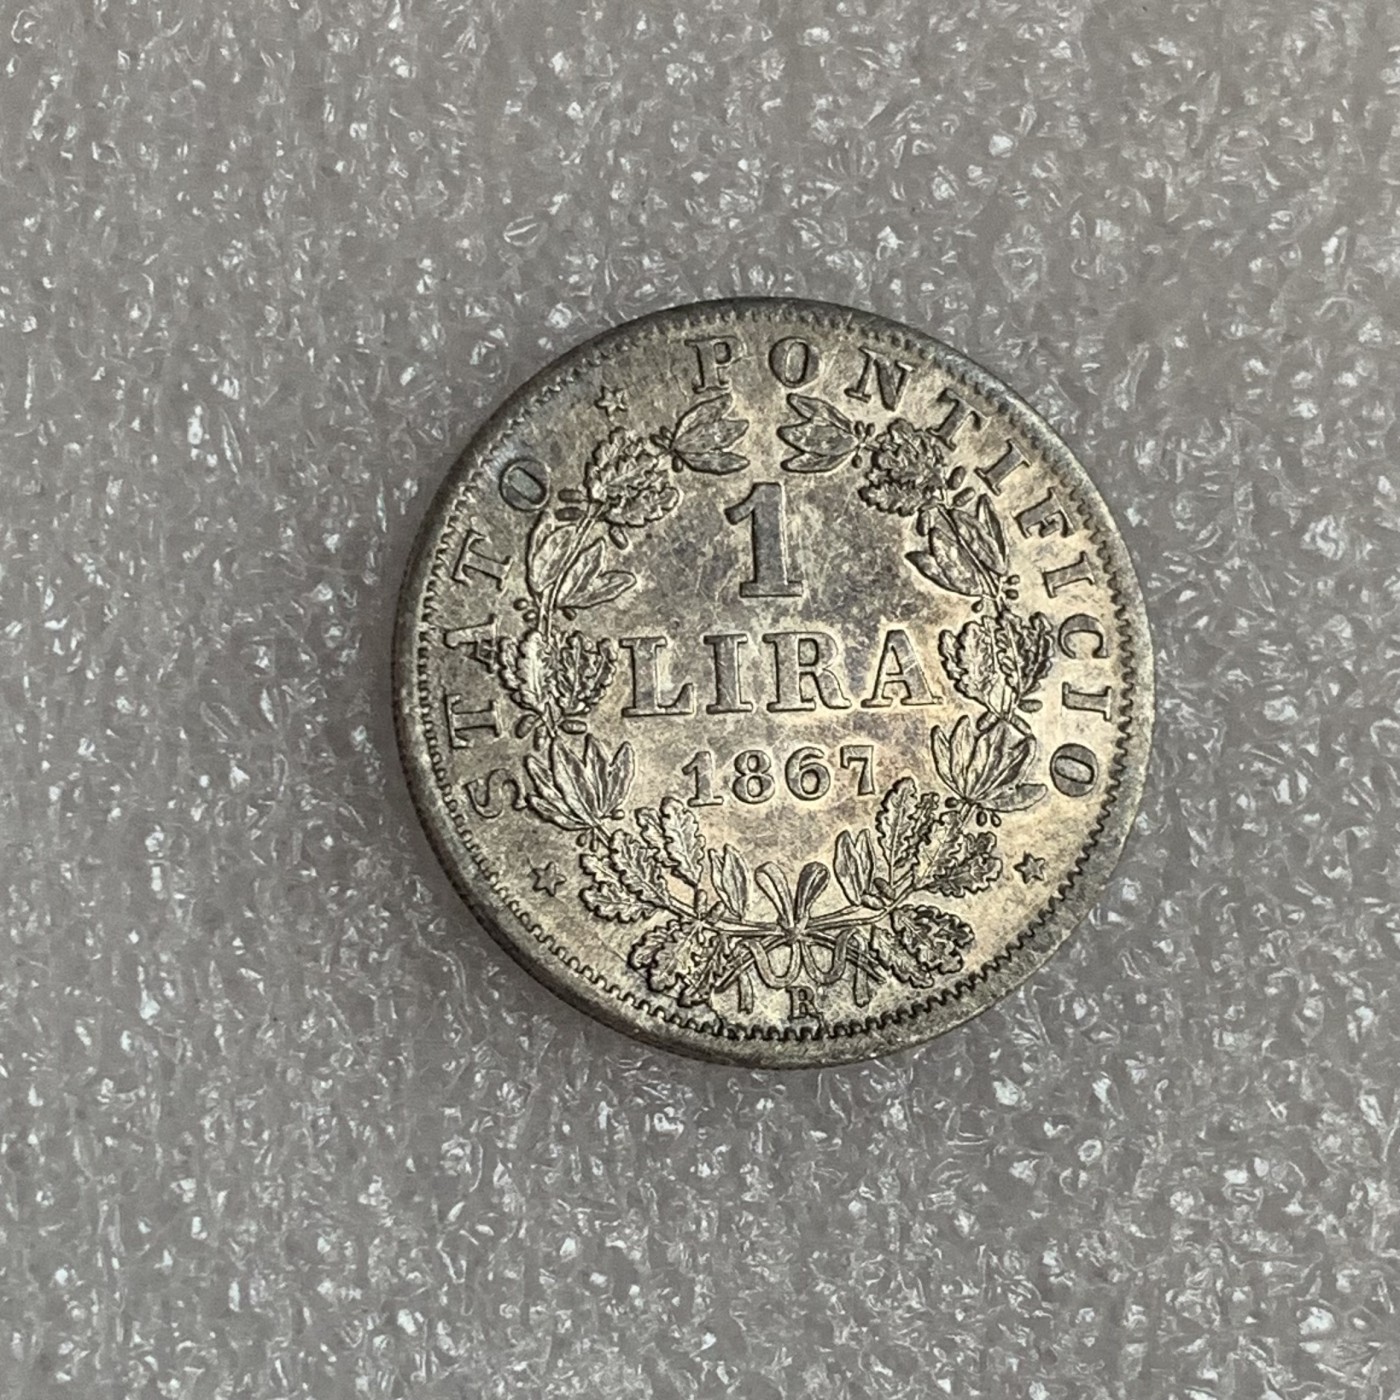 STATO ★ PONTIFICIO ★ ★
1
LIRA
1867
R